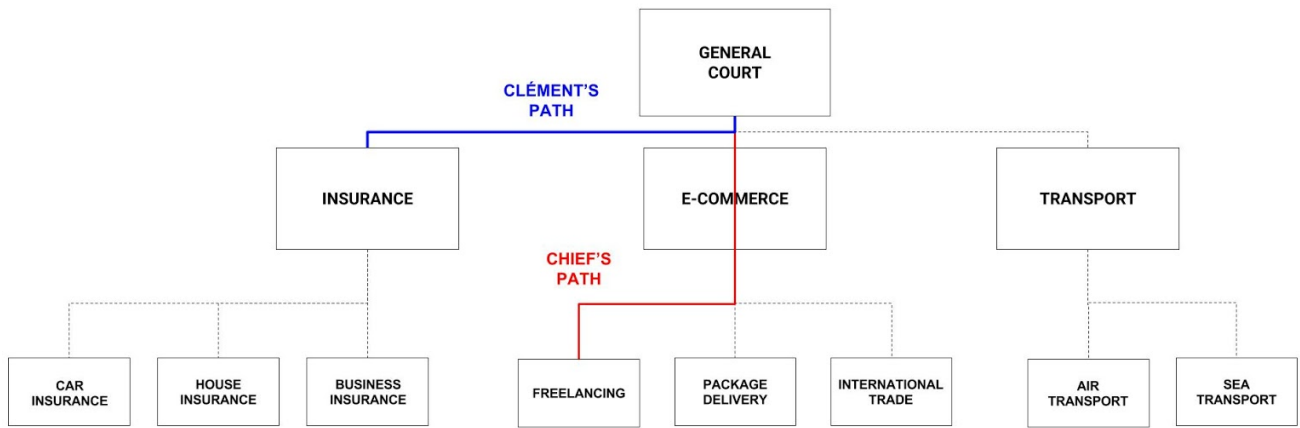 GENERAL
COURT
CLÉMENT'S
PATH
INSURANCE
E-COMMERCE
TRANSPORT
CHIEF'S
PATH
CAR
INSURANCE
HOUSE
INSURANCE
BUSINESS
INSURANCE
FREELANCING
PACKAGE
DELIVERY
INTERNATIONAL
TRADE
AIR
TRANSPORT
SEA
TRANSPORT